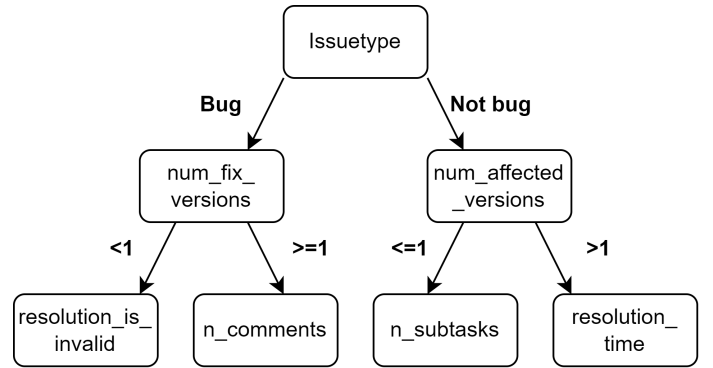 Issuetype
Bug
Not bug
num_fix_
versions
num_affected
_versions
<1
>=1
<=1
>1
resolution_is_
invalid
n_comments
n_subtasks
resolution_
time